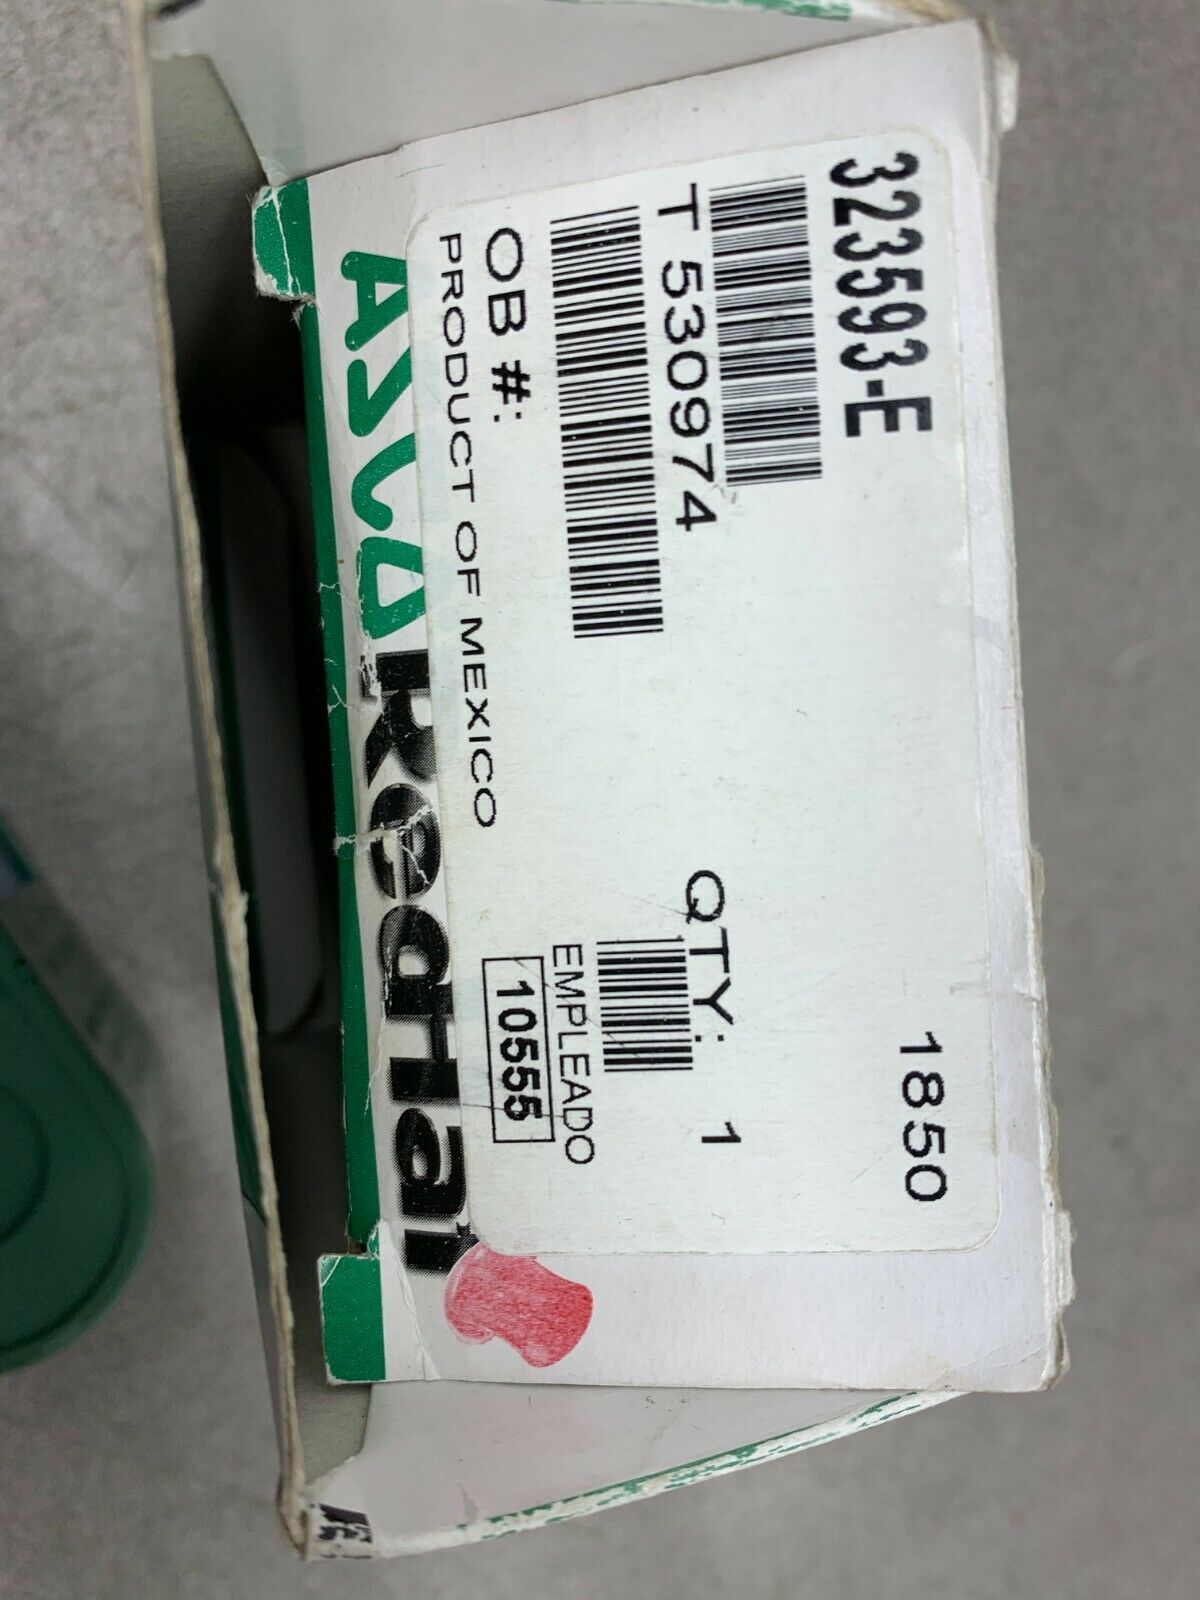 323593-E
1850
T 530974
QTY: 1
EMPLEADO
OB #:
10555
PRODUCT OF MEXICO
ASCO RedHat